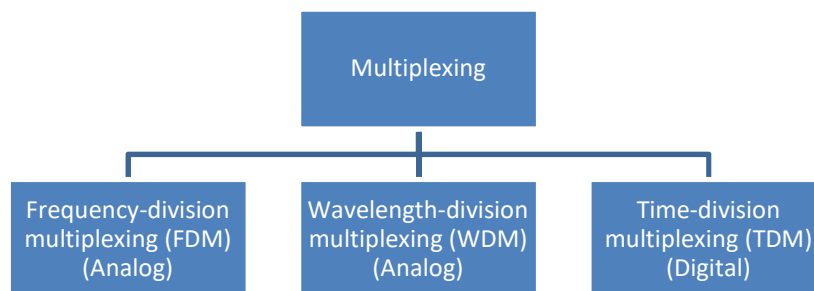 Multiplexing
Frequency-division
multiplexing (FDM)
(Analog)
Wavelength-division
multiplexing (WDM)
(Analog)
Time-division
multiplexing (TDM)
(Digital)